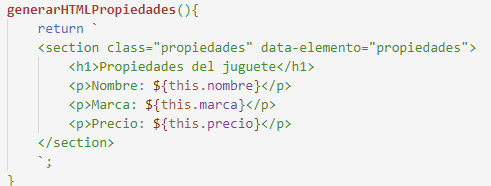 generarHTMLPropiedades(){
    return `
    <section class="propiedades" data-elemento="propiedades">
        <h1>Propiedades del juguete</h1>
        <p>Nombre: ${this.nombre}</p>
        <p>Marca: ${this.marca}</p>
        <p>Precio: ${this.precio}</p>
    </section>
    `;
}